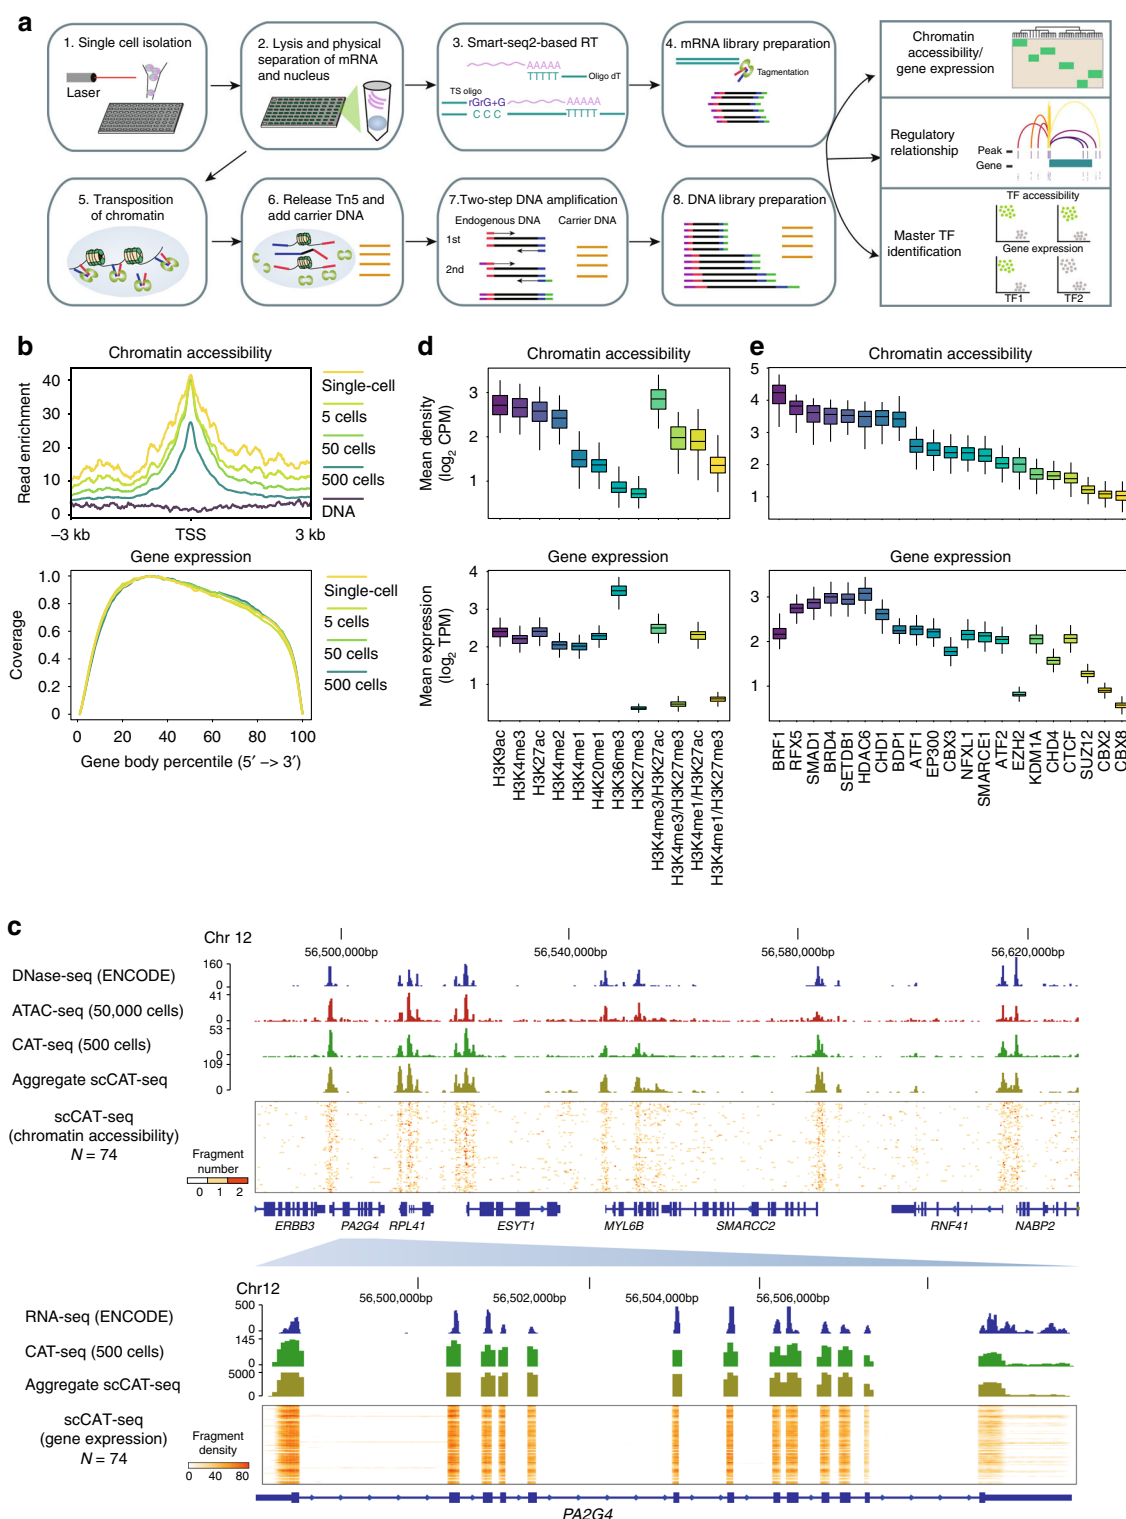 a
1. Single cell isolation
Laser
2. Lysis and physical
separation of mRNA
and nucleus
3. Smart-seq2-based RT
AAAAA
TTTTT
Oligo dT
TS oligo
rGrG+G
AAAAA
C C C
TTTTT
4. mRNA library preparation
Tagmentation
5. Transposition
of chromatin
6. Release Tn5 and
add carrier DNA
7.Two-step DNA amplification
Endogenous DNA
Carrier DNA
1st
2nd
8. DNA library preparation
Chromatin
accessibility/
gene expression
Regulatory
relationship
Peak
Gene
Master TF
identification
TF accessibility
Gene expression
TF1
TF2
b
Chromatin accessibility
Read enrichment
40
30
20
10
0
−3 kb
TSS
3 kb
Single-cell
5 cells
50 cells
500 cells
DNA
Gene expression
Coverage
1.0
0.8
0.6
0.4
0.2
0
0
20
40
60
80
100
Gene body percentile (5′ –> 3′)
Single-cell
5 cells
50 cells
500 cells
d
Chromatin accessibility
Mean density
(log2 CPM)
3
2
1
Gene expression
Mean expression
(log2 TPM)
4
3
2
1
H3K9ac
H3K4me3
H3K27ac
H3K4me2
H3K4me1
H4K20me1
H3K36me3
H3K27me3
H3K4me3/H3K27ac
H3K4me3/H3K27me3
H3K4me1/H3K27ac
H3K4me1/H3K27me3
e
Chromatin accessibility
5
4
3
2
1
Gene expression
3
2
1
BRF1
RFX5
SMAD1
BRD4
SETDB1
HDAC6
CHD1
BDP1
ATF1
EP300
CBX3
NFXL1
SMARCE1
ATF2
EZH2
KDM1A
CHD4
CTCF
SUZ12
CBX2
CBX8
c
Chr 12
56,500,000bp
56,540,000bp
56,580,000bp
56,620,000bp
DNase-seq (ENCODE)
160
0
ATAC-seq (50,000 cells)
41
0
CAT-seq (500 cells)
53
0
Aggregate scCAT-seq
109
0
scCAT-seq
(chromatin accessibility)
N = 74
Fragment
number
0
1
2
ERBB3
PA2G4
RPL41
ESYT1
MYL6B
SMARCC2
RNF41
NABP2
Chr12
56,500,000bp
56,502,000bp
56,504,000bp
56,506,000bp
RNA-seq (ENCODE)
500
0
CAT-seq (500 cells)
145
0
Aggregate scCAT-seq
5000
0
scCAT-seq
(gene expression)
N = 74
Fragment
density
0
40
80
PA2G4